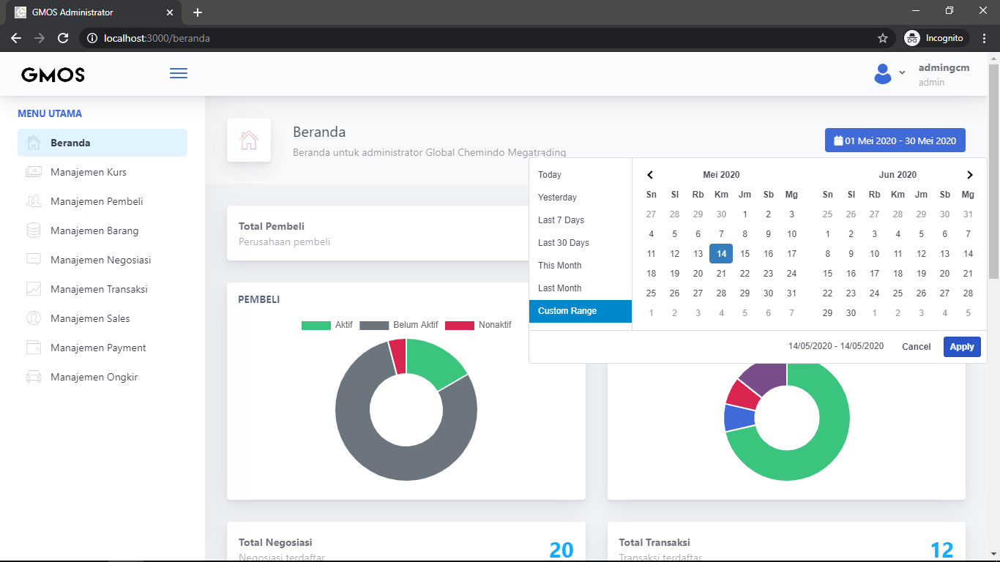 GMOS Administrator
localhost:3000/beranda
Incognito
GMOS
admingcm
admin
MENU UTAMA
Beranda
Manajemen Kurs
Manajemen Pembeli
Manajemen Barang
Manajemen Negosiasi
Manajemen Transaksi
Manajemen Sales
Manajemen Payment
Manajemen Ongkir
Beranda
Beranda untuk administrator Global Chemindo Megatrading
01 Mei 2020 - 30 Mei 2020
Today
Yesterday
Last 7 Days
Last 30 Days
This Month
Last Month
Custom Range
Mei 2020
Sn Sl Rb Km Jm Sb Mg
27 28 29 30 1 2 3
4 5 6 7 8 9 10
11 12 13 14 15 16 17
18 19 20 21 22 23 24
25 26 27 28 29 30 31
1 2 3 4 5 6 7
Jun 2020
Sn Sl Rb Km Jm Sb Mg
25 26 27 28 29 30 31
1 2 3 4 5 6 7
8 9 10 11 12 13 14
15 16 17 18 19 20 21
22 23 24 25 26 27 28
29 30 1 2 3 4 5
14/05/2020 - 14/05/2020 Cancel Apply
Total Pembeli
Perusahaan pembeli
PEMBELI
Aktif Belum Aktif Nonaktif
Total Negosiasi
Negosiasi terdaftar
20
Total Transaksi
Transaksi terdaftar
12